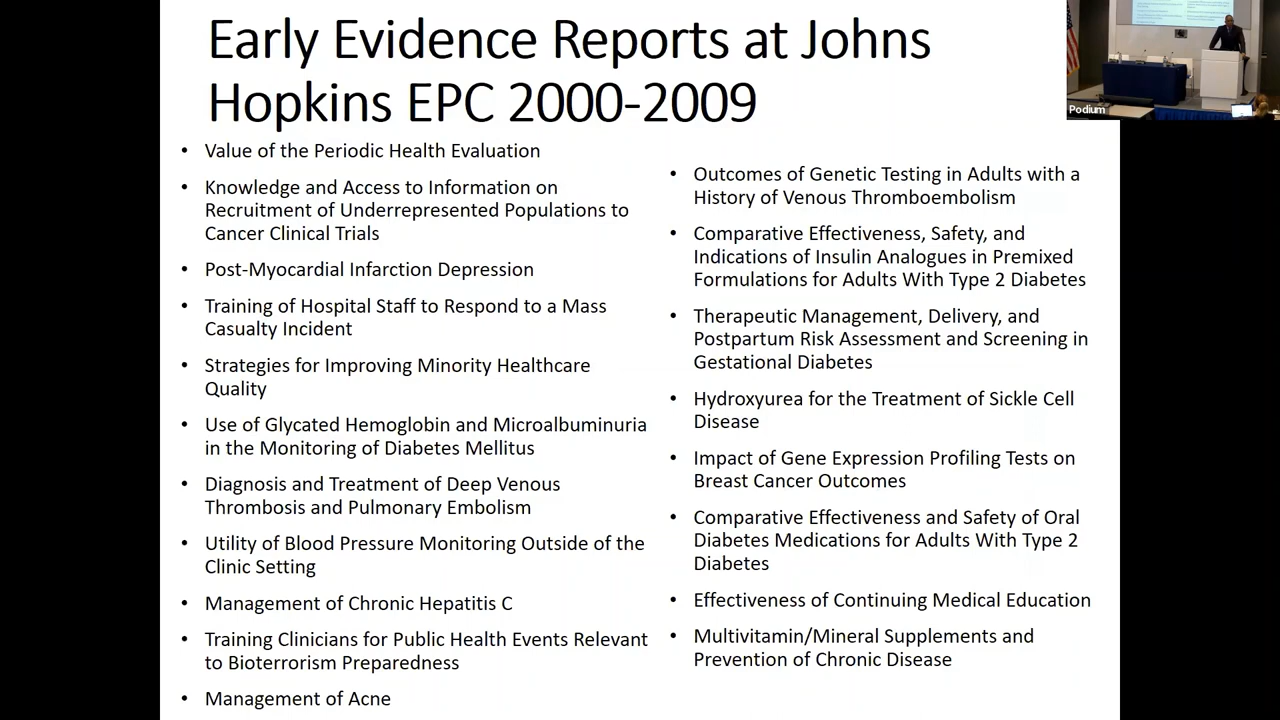 Early Evidence Reports at Johns
Hopkins EPC 2000-2009
• Value of the Periodic Health Evaluation
• Knowledge and Access to Information on
Recruitment of Underrepresented Populations to
Cancer Clinical Trials
• Post-Myocardial Infarction Depression
• Training of Hospital Staff to Respond to a Mass
Casualty Incident
• Strategies for Improving Minority Healthcare
Quality
• Use of Glycated Hemoglobin and Microalbuminuria
in the Monitoring of Diabetes Mellitus
• Diagnosis and Treatment of Deep Venous
Thrombosis and Pulmonary Embolism
• Utility of Blood Pressure Monitoring Outside of the
Clinic Setting
• Management of Chronic Hepatitis C
• Training Clinicians for Public Health Events Relevant
to Bioterrorism Preparedness
• Management of Acne
• Outcomes of Genetic Testing in Adults with a
History of Venous Thromboembolism
• Comparative Effectiveness, Safety, and
Indications of Insulin Analogues in Premixed
Formulations for Adults With Type 2 Diabetes
• Therapeutic Management, Delivery, and
Postpartum Risk Assessment and Screening in
Gestational Diabetes
• Hydroxyurea for the Treatment of Sickle Cell
Disease
• Impact of Gene Expression Profiling Tests on
Breast Cancer Outcomes
• Comparative Effectiveness and Safety of Oral
Diabetes Medications for Adults With Type 2
Diabetes
• Effectiveness of Continuing Medical Education
• Multivitamin/Mineral Supplements and
Prevention of Chronic Disease
Podium